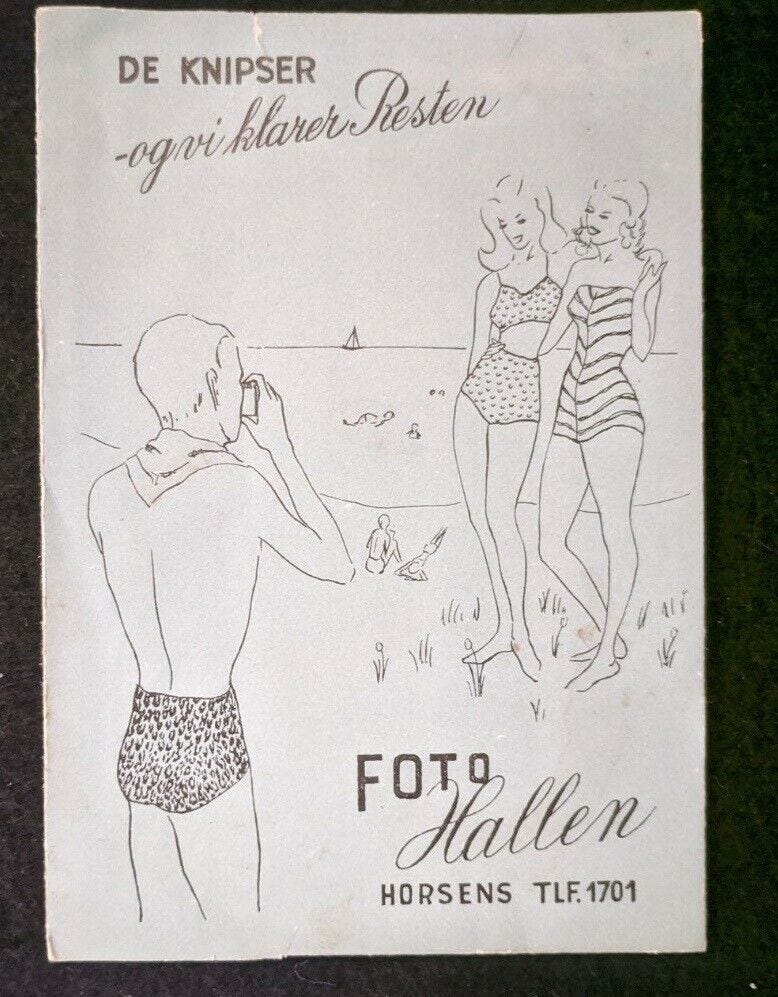 DE KNIPSER
-og vi klarer Resten
FOTO
Hallen
HORSENS TLF. 1701